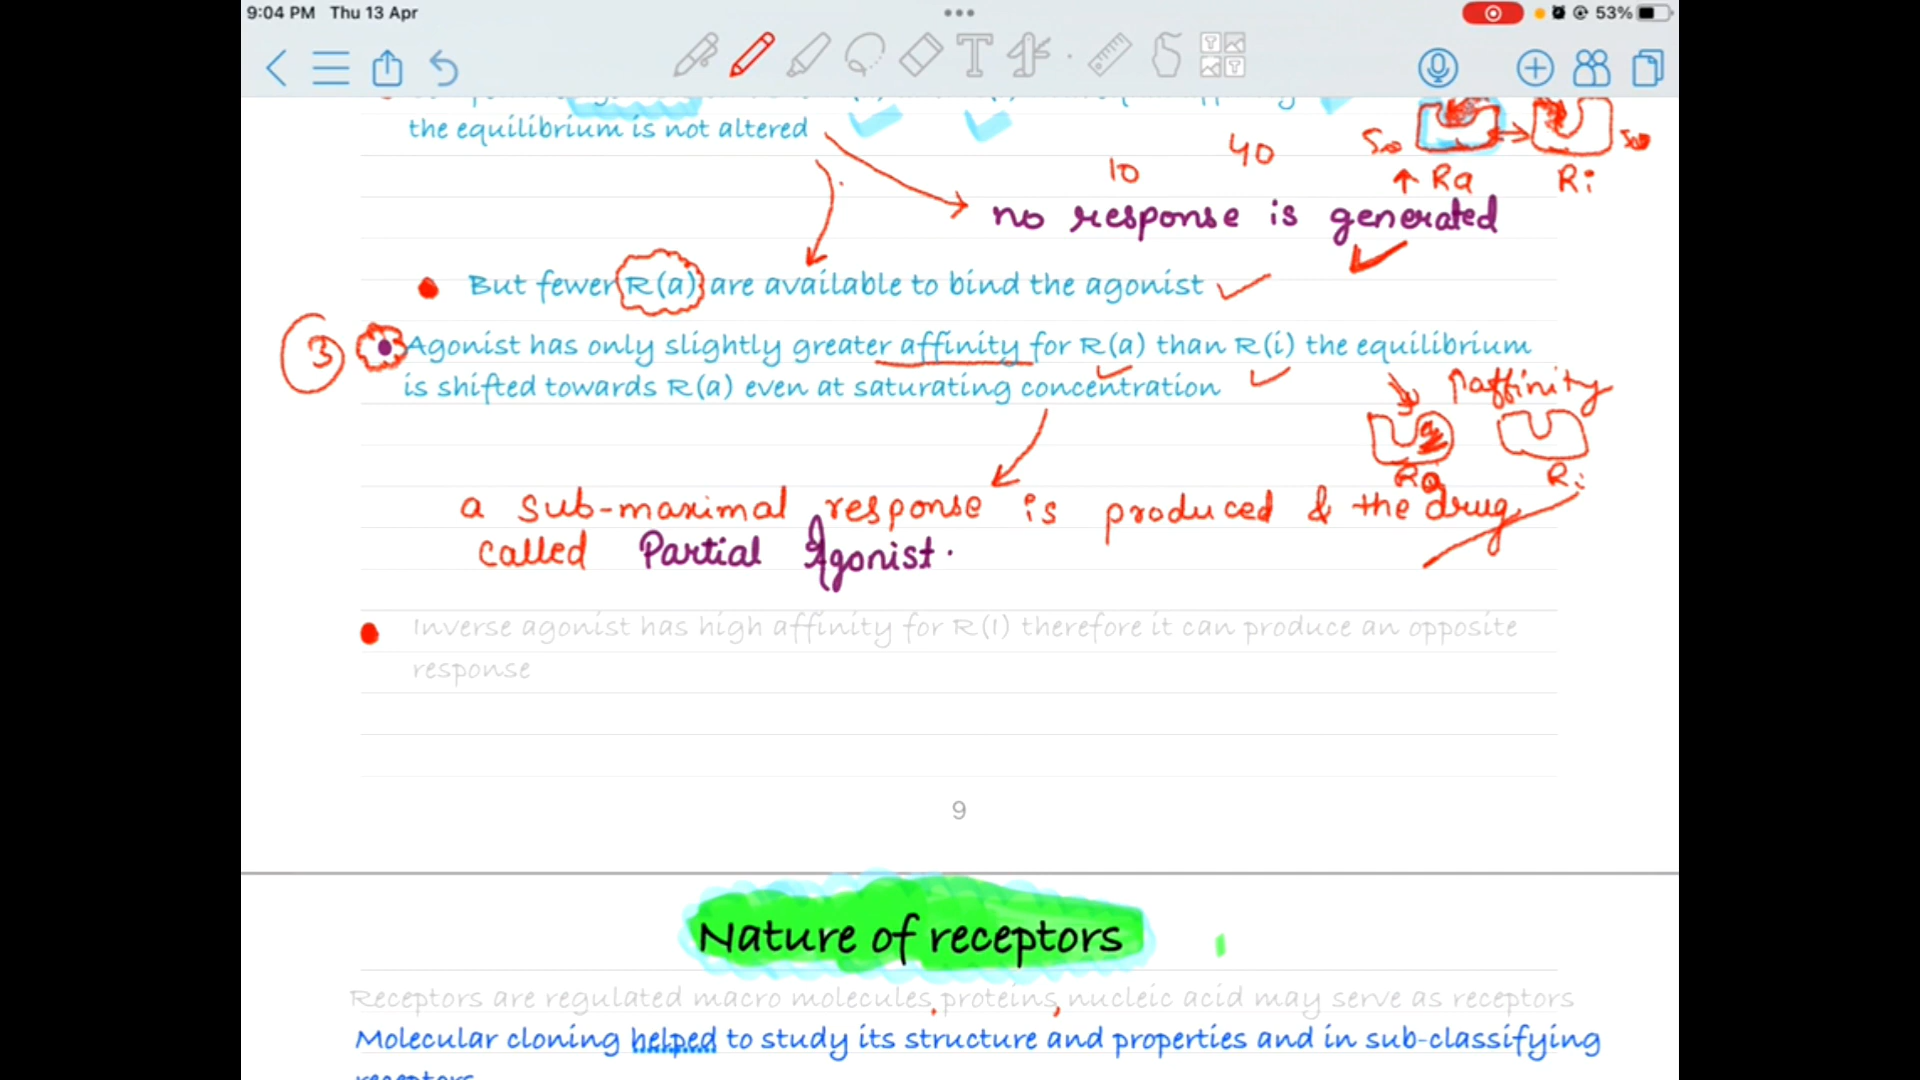 9:04 PM Thu 13 Apr
53%
the equilibrium is not altered
10 40
↑ Ra Ri
no response is generated
But fewer R(a) are available to bind the agonist
3 Agonist has only slightly greater affinity for R(a) than R(i) the equilibrium
is shifted towards R(a) even at saturating concentration
↑affinity
Ra Ri
a sub-maximal response is produced & the drug
called Partial Agonist.
Inverse agonist has high affinity for R(I) therefore it can produce an opposite
response
9
Nature of receptors
Receptors are regulated macro molecules, proteins, nucleic acid may serve as receptors
Molecular cloning helped to study its structure and properties and in sub-classifying